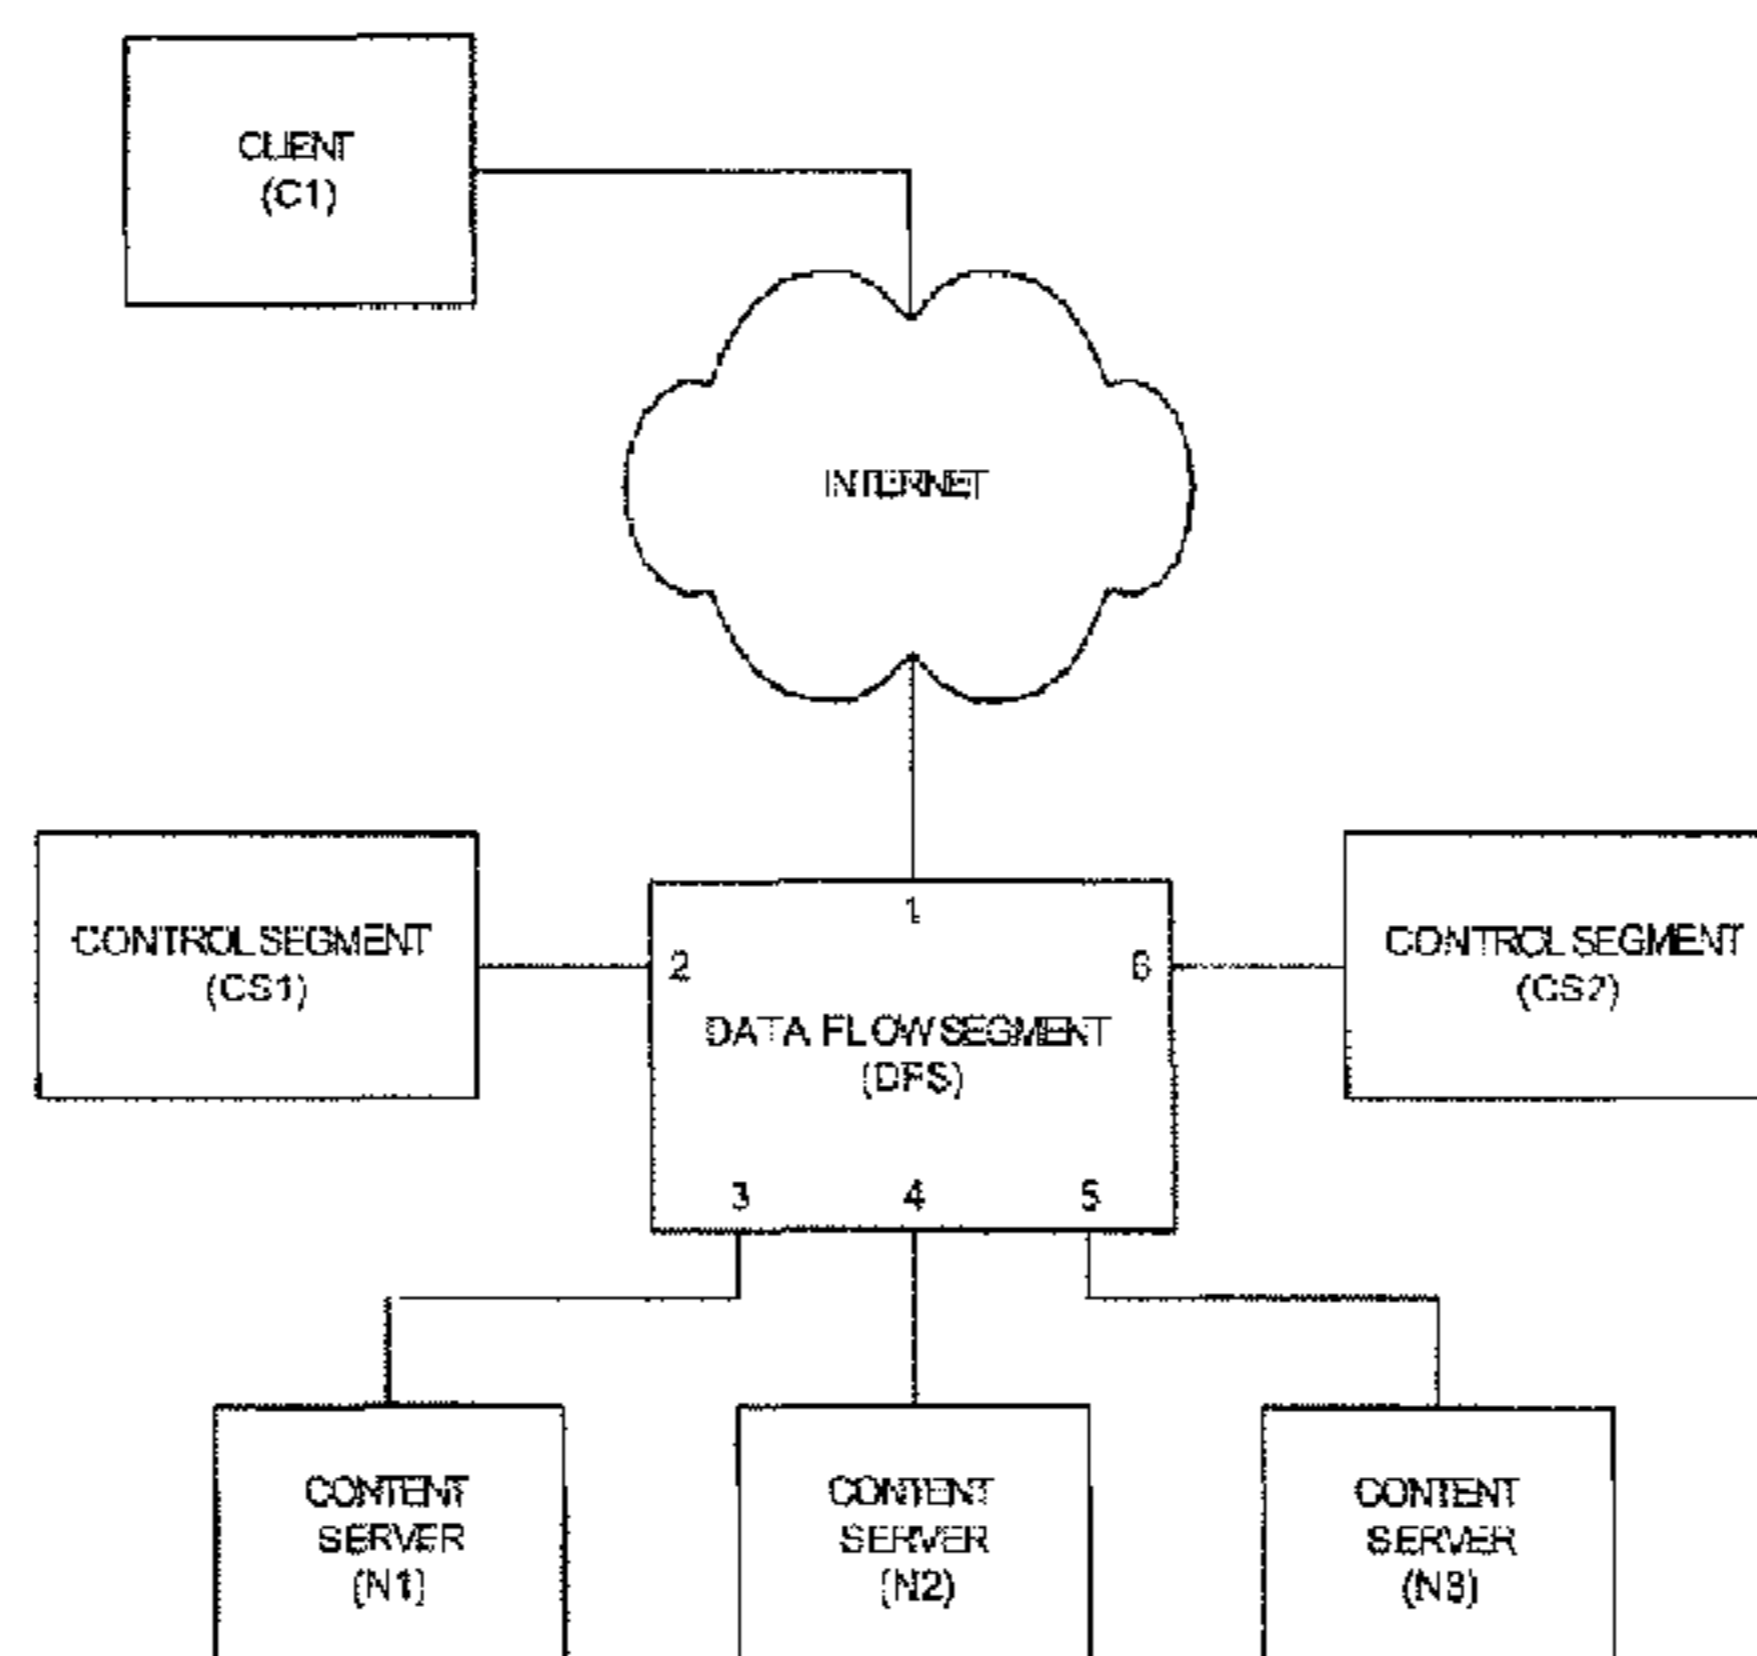 CLIENT
(C1)
INTERNET
CONTROL SEGMENT
(CS1)
1
2
6
DATA FLOW SEGMENT
(DFS)
3
4
5
CONTROL SEGMENT
(CS2)
CONTENT
SERVER
(N1)
CONTENT
SERVER
(N2)
CONTENT
SERVER
(N3)